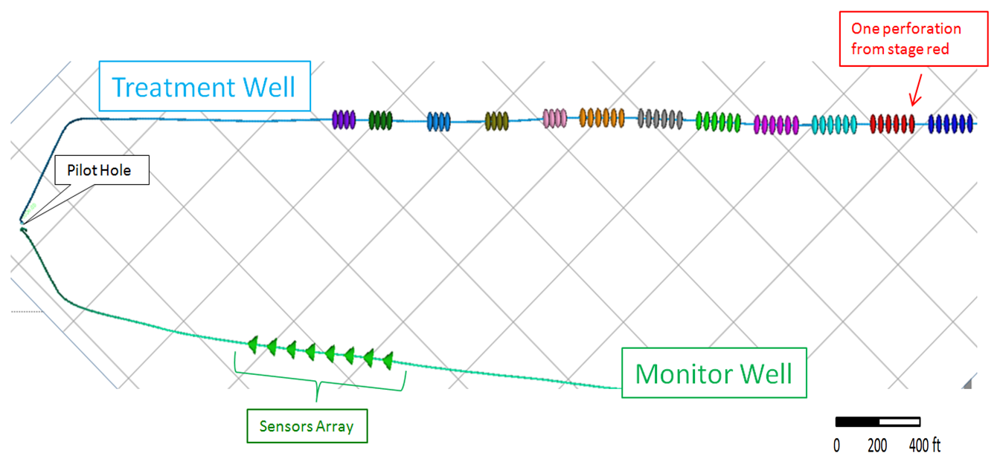 One perforation
from stage red
Treatment Well
Pilot Hole
Monitor Well
Sensors Array
0 200 400 ft